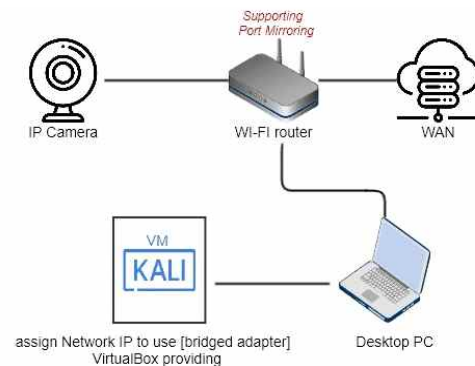 Supporting
Port Mirroring
IP Camera
WI-FI router
WAN
VM
KALI
assign Network IP to use [bridged adapter]
VirtualBox providing
Desktop PC